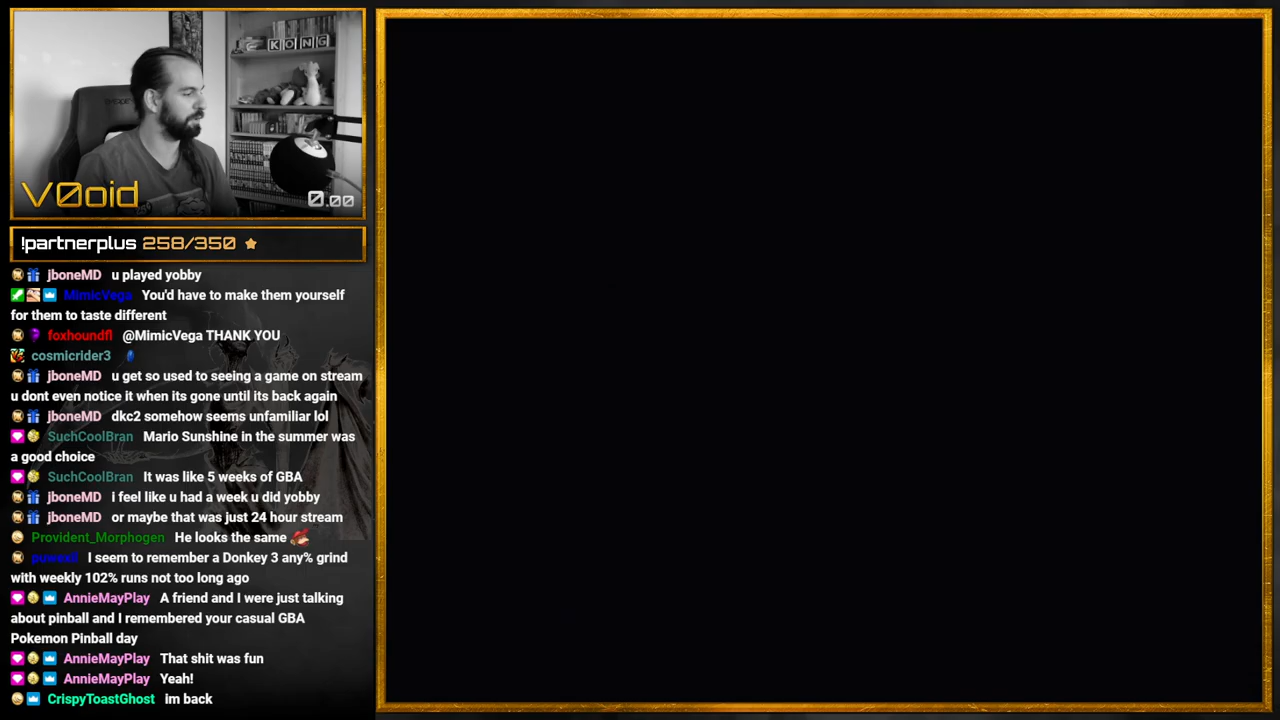 KONG
V0oid
0.00
!partnerplus 258/350
jboneMD u played yobby
MimicVega You'd have to make them yourself
for them to taste different
foxhoundfl @MimicVega THANK YOU
cosmicrider3
jboneMD u get so used to seeing a game on stream
u dont even notice it when its gone until its back again
jboneMD dkc2 somehow seems unfamiliar lol
SuchCoolBran Mario Sunshine in the summer was
a good choice
SuchCoolBran It was like 5 weeks of GBA
jboneMD i feel like u had a week u did yobby
jboneMD or maybe that was just 24 hour stream
Provident_Morphogen He looks the same
I seem to remember a Donkey 3 any% grind
with weekly 102% runs not too long ago
AnnieMayPlay A friend and I were just talking
about pinball and I remembered your casual GBA
Pokemon Pinball day
AnnieMayPlay That shit was fun
AnnieMayPlay Yeah!
CrispyToastGhost im back